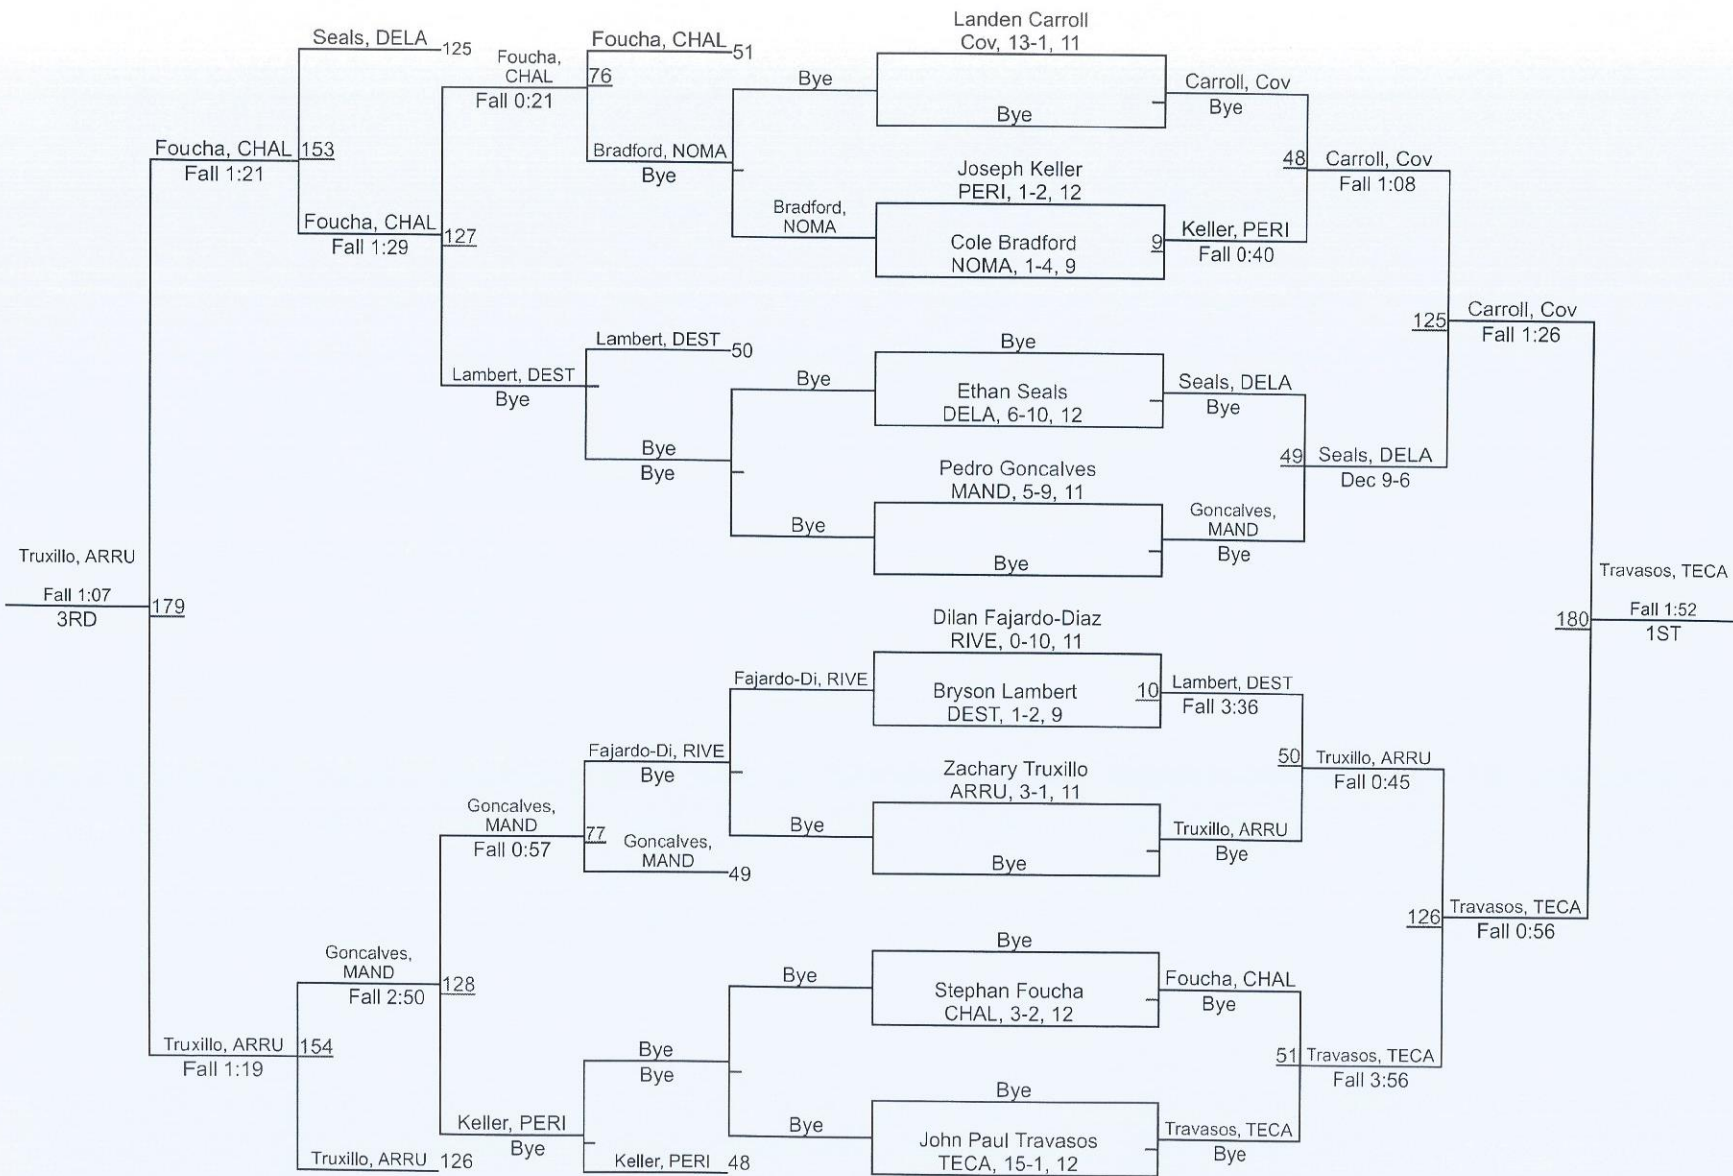 Landen Carroll
Cov, 13-1, 11
Bye
Joseph Keller
PERI, 1-2, 12
Cole Bradford
NOMA, 1-4, 9
9
Bye
Ethan Seals
DELA, 6-10, 12
Pedro Goncalves
MAND, 5-9, 11
Bye
Dilan Fajardo-Diaz
RIVE, 0-10, 11
Bryson Lambert
DEST, 1-2, 9
10
Zachary Truxillo
ARRU, 3-1, 11
Bye
Bye
Stephan Foucha
CHAL, 3-2, 12
Bye
John Paul Travasos
TECA, 15-1, 12
Carroll, Cov
Bye
Keller, PERI
Fall 0:40
48
Seals, DELA
Bye
Goncalves,
MAND
Bye
49
Lambert, DEST
Fall 3:36
Truxillo, ARRU
Bye
50
Foucha, CHAL
Bye
Travasos, TECA
Bye
51
Carroll, Cov
Fall 1:08
Seals, DELA
Dec 9-6
125
Truxillo, ARRU
Fall 0:45
Travasos, TECA
Fall 3:56
126
Carroll, Cov
Fall 1:26
Travasos, TECA
Fall 0:56
180
Travasos, TECA
Fall 1:52
1ST
Bye
Bradford,
NOMA
Bye
Bye
Fajardo-Di, RIVE
Bye
Bye
Bye
Foucha, CHAL 51
Bradford, NOMA
Bye
76
Lambert, DEST 50
Bye
Bye
Fajardo-Di, RIVE
Bye
77
Goncalves,
MAND 49
Bye
Bye
Keller, PERI 48
Foucha,
CHAL
Fall 0:21
Lambert, DEST
Bye
127
Goncalves,
MAND
Fall 0:57
Keller, PERI
Bye
128
Seals, DELA 125
Foucha, CHAL
Fall 1:29
153
Goncalves,
MAND
Fall 2:50
154
Truxillo, ARRU 126
Foucha, CHAL
Fall 1:21
Truxillo, ARRU
Fall 1:19
179
Truxillo, ARRU
Fall 1:07
3RD